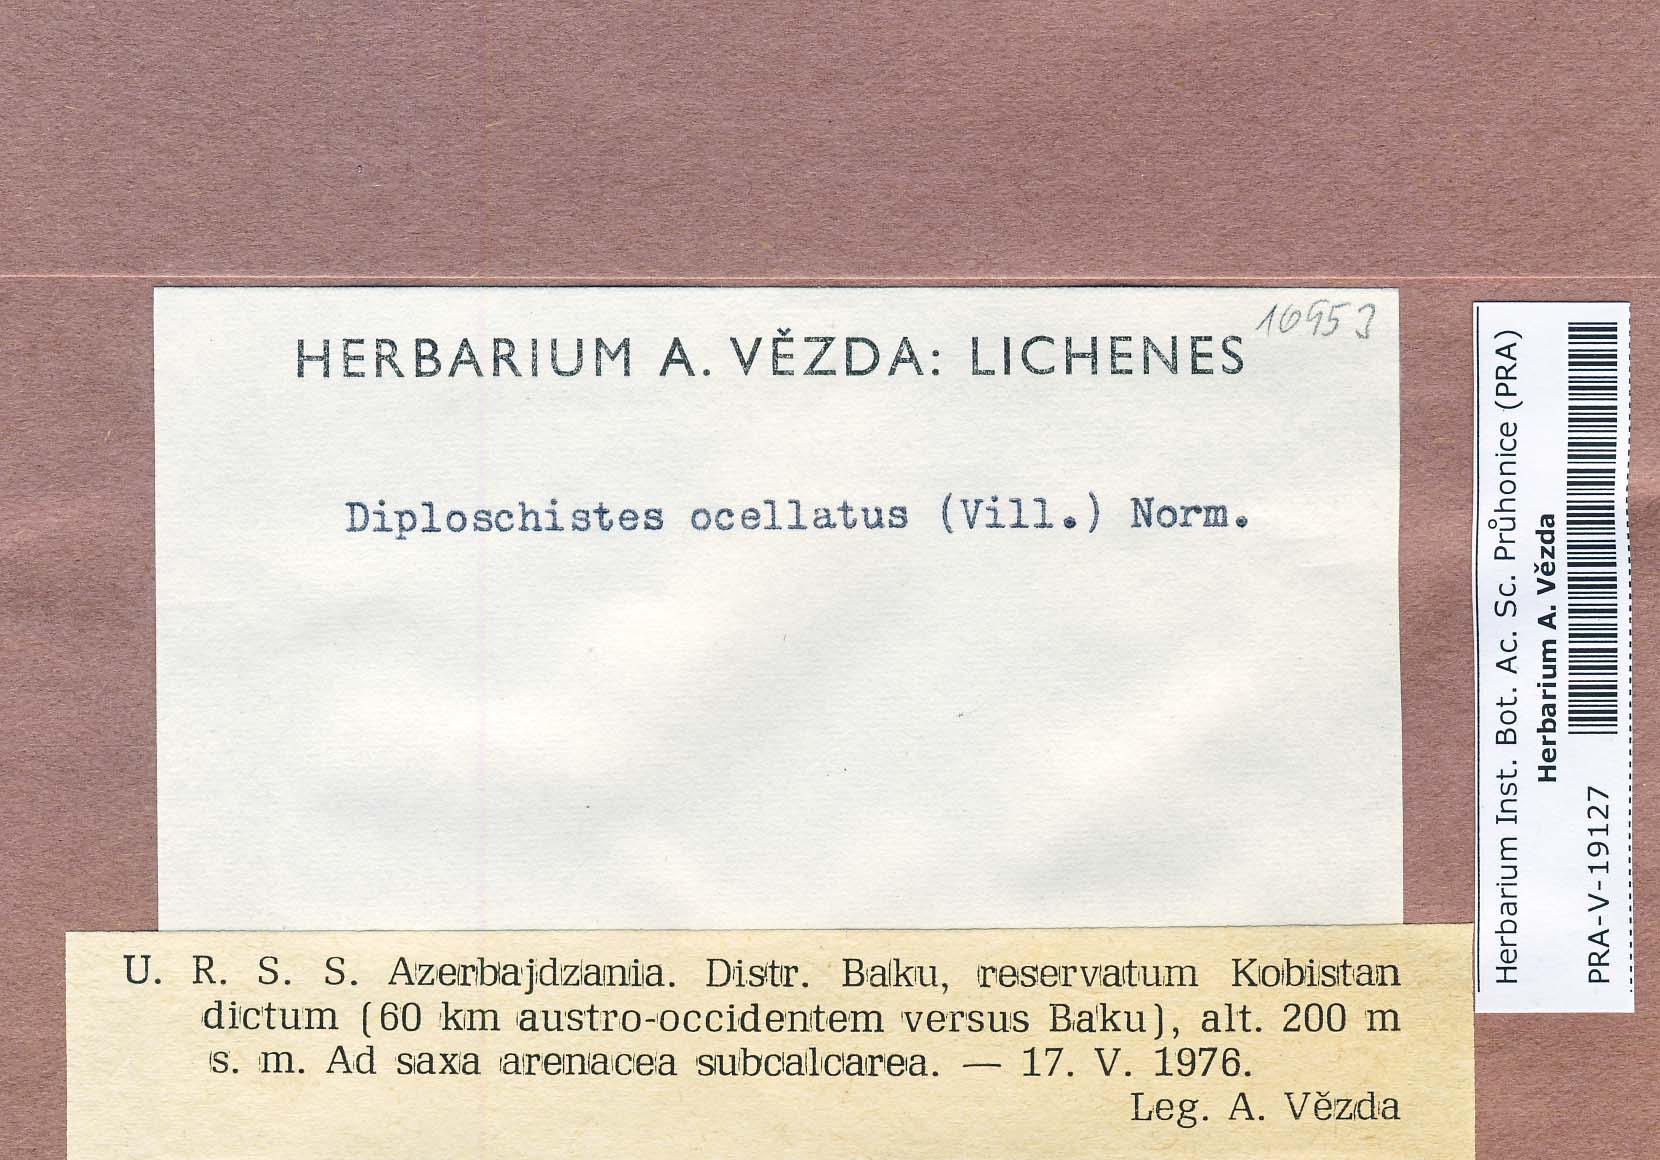 16953
HERBARIUM A. VĚZDA: LICHENES
Diploschistes ocellatus (Vill.) Norm.
U. R. S. S. Azerbajdzania. Distr. Baku, reservatum Kobistan
dictum (60 km austro-occidentem versus Baku), alt. 200 m
s. m. Ad saxa arenacea subcalcarea. — 17. V. 1976.
Leg. A. Vězda
Herbarium Inst. Bot. Ac. Sc. Průhonice (PRA)
Herbarium A. Vězda
PRA-V-19127